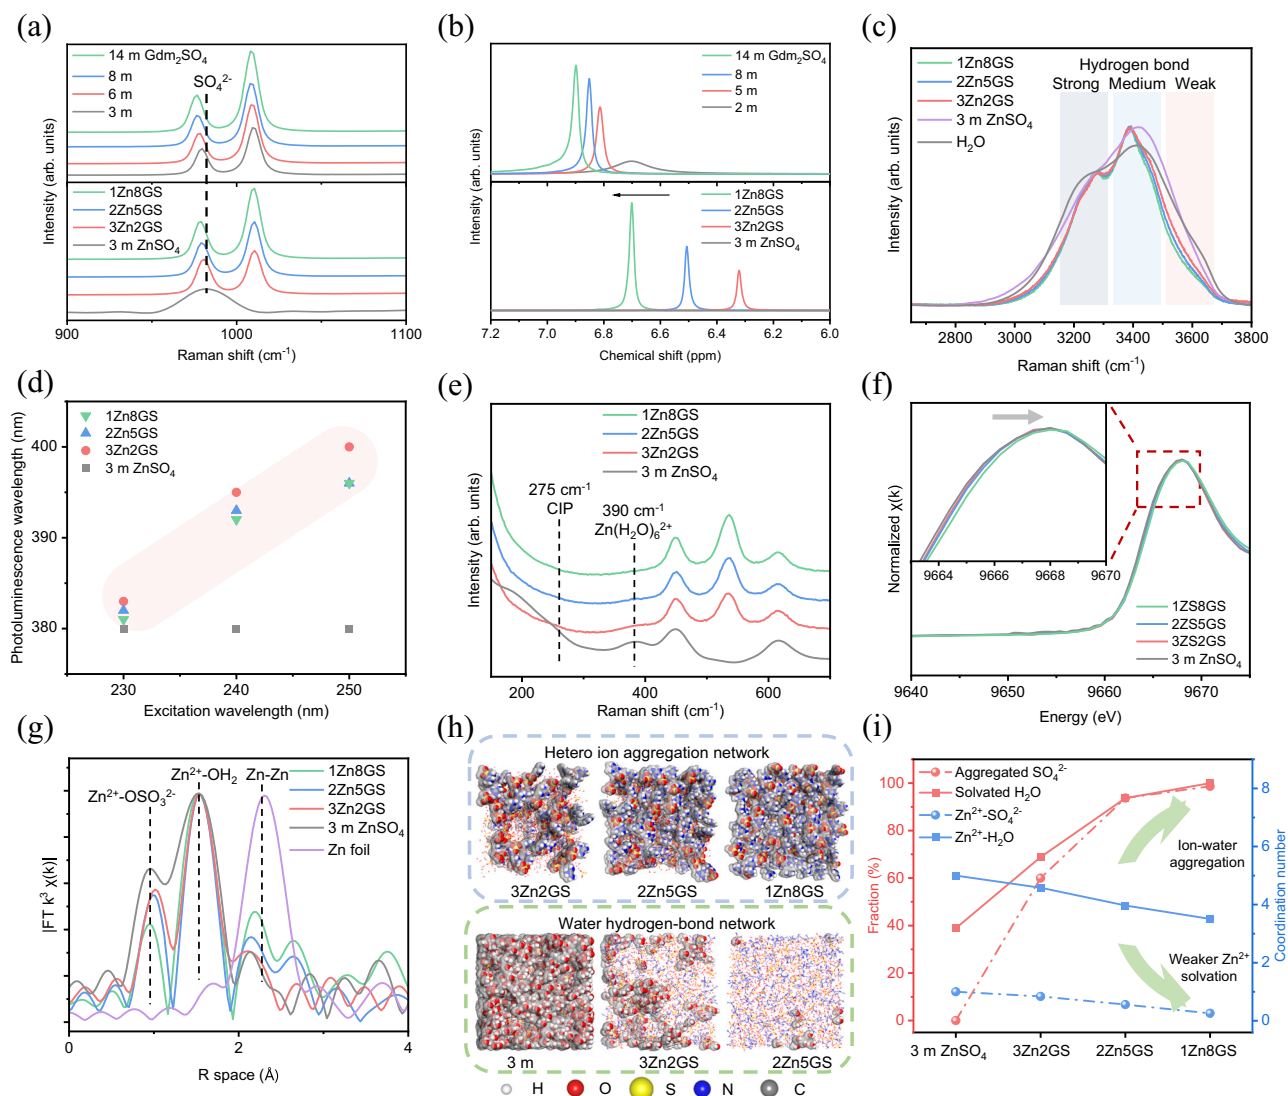 (a)
14 m Gdm₂SO₄
8 m
6 m
3 m
SO₄²⁻
1Zn8GS
2Zn5GS
3Zn2GS
3 m ZnSO₄
Intensity (arb. units)
900
1000
1100
Raman shift (cm⁻¹)
(b)
14 m Gdm₂SO₄
8 m
5 m
2 m
1Zn8GS
2Zn5GS
3Zn2GS
3 m ZnSO₄
Intensity (arb. units)
7.2
7.0
6.8
6.6
6.4
6.2
6.0
Chemical shift (ppm)
(c)
1Zn8GS
2Zn5GS
3Zn2GS
3 m ZnSO₄
H₂O
Hydrogen bond
Strong
Medium
Weak
Intensity (arb. units)
2800
3000
3200
3400
3600
3800
Raman shift (cm⁻¹)
(d)
1Zn8GS
2Zn5GS
3Zn2GS
3 m ZnSO₄
Photoluminescence wavelength (nm)
400
390
380
230
240
250
Excitation wavelength (nm)
(e)
1Zn8GS
2Zn5GS
3Zn2GS
3 m ZnSO₄
275 cm⁻¹
CIP
390 cm⁻¹
Zn(H₂O)₆²⁺
Intensity (arb. units)
200
400
600
Raman shift (cm⁻¹)
(f)
9664
9666
9668
9670
1ZS8GS
2ZS5GS
3ZS2GS
3 m ZnSO₄
Normalized χ(k)
9640
9650
9660
9670
Energy (eV)
(g)
Zn²⁺-OSO₃²⁻
Zn²⁺-OH₂
Zn-Zn
1Zn8GS
2Zn5GS
3Zn2GS
3 m ZnSO₄
Zn foil
|FT k³ χ(k)|
0
1
2
3
4
R space (Å)
(h)
Hetero ion aggregation network
3Zn2GS
2Zn5GS
1Zn8GS
Water hydrogen-bond network
3 m
3Zn2GS
2Zn5GS
H
O
S
N
C
(i)
Aggregated SO₄²⁻
Solvated H₂O
Zn²⁺-SO₄²⁻
Zn²⁺-H₂O
Ion-water
aggregation
Weaker Zn²⁺
solvation
Fraction (%)
100
80
60
40
20
0
Coordination number
8
6
4
2
0
3 m ZnSO₄
3Zn2GS
2Zn5GS
1Zn8GS